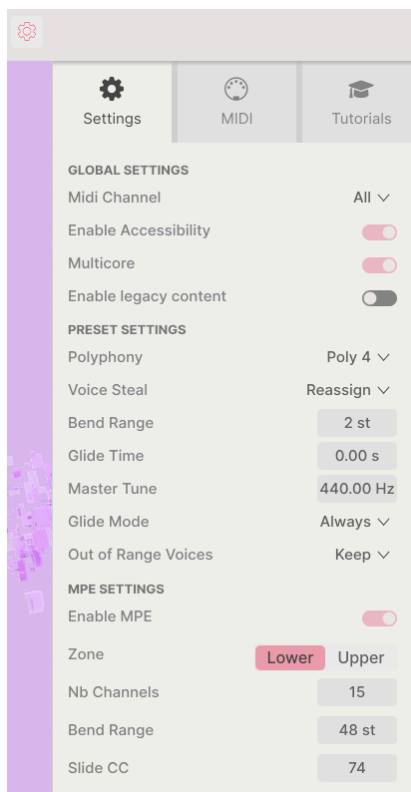 Settings
MIDI
Tutorials
GLOBAL SETTINGS
Midi Channel All
Enable Accessibility
Multicore
Enable legacy content
PRESET SETTINGS
Polyphony Poly 4
Voice Steal Reassign
Bend Range 2 st
Glide Time 0.00 s
Master Tune 440.00 Hz
Glide Mode Always
Out of Range Voices Keep
MPE SETTINGS
Enable MPE
Zone Lower Upper
Nb Channels 15
Bend Range 48 st
Slide CC 74